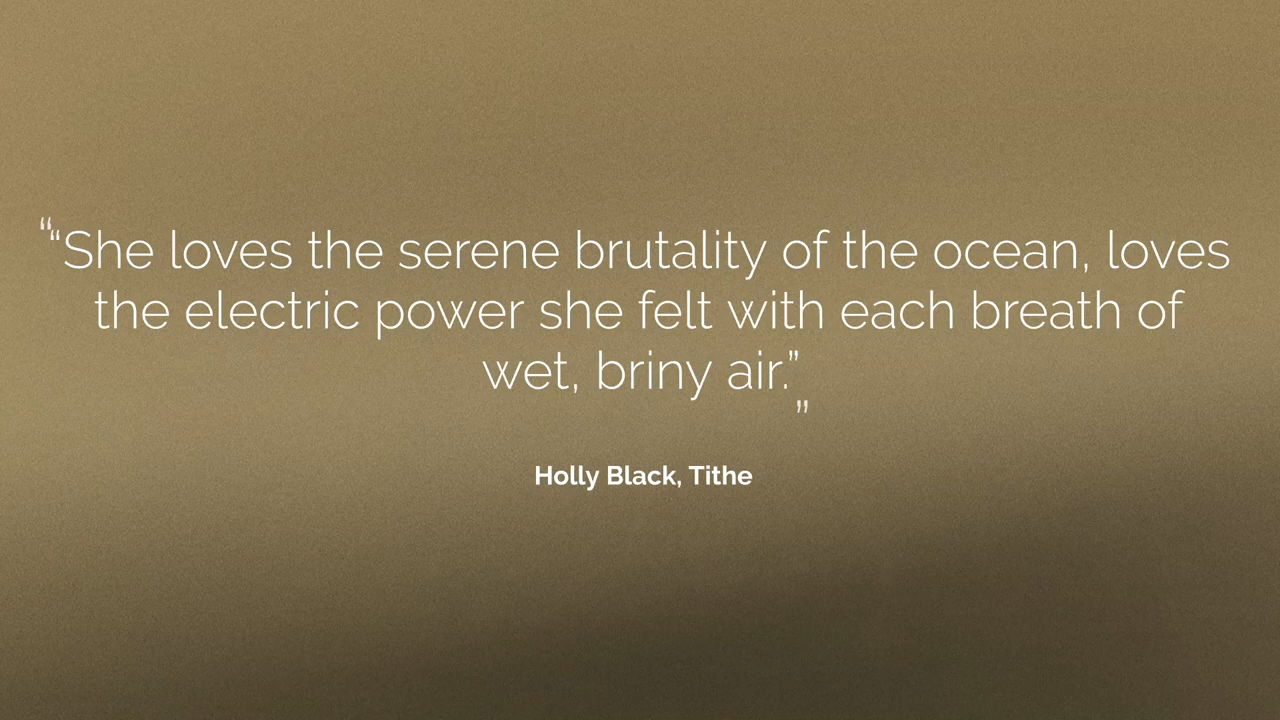 ““She loves the serene brutality of the ocean, loves
the electric power she felt with each breath of
wet, briny air.”
”
Holly Black, Tithe